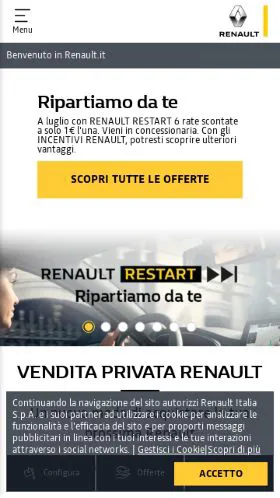 Menu
RENAULT
Benvenuto in Renault.it
Ripartiamo da te
A luglio con RENAULT RESTART 6 rate scontate
a solo 1€ l'una. Vieni in concessionaria. Con gli
INCENTIVI RENAULT, potresti scoprire ulteriori
vantaggi.
SCOPRI TUTTE LE OFFERTE
RENAULT RESTART
Ripartiamo da te
VENDITA PRIVATA RENAULT
Continuando la navigazione del sito autorizzi Renault Italia
S.p.A. e i suoi partner ad utilizzare i cookie per analizzare le
funzionalità e l'efficacia del sito e per proporti messaggi
pubblicitari in linea con i tuoi interessi e le tue interazioni
attraverso i social networks. | Gestisci i Cookie|Scopri di più
Configura
Offerte
ACCETTO